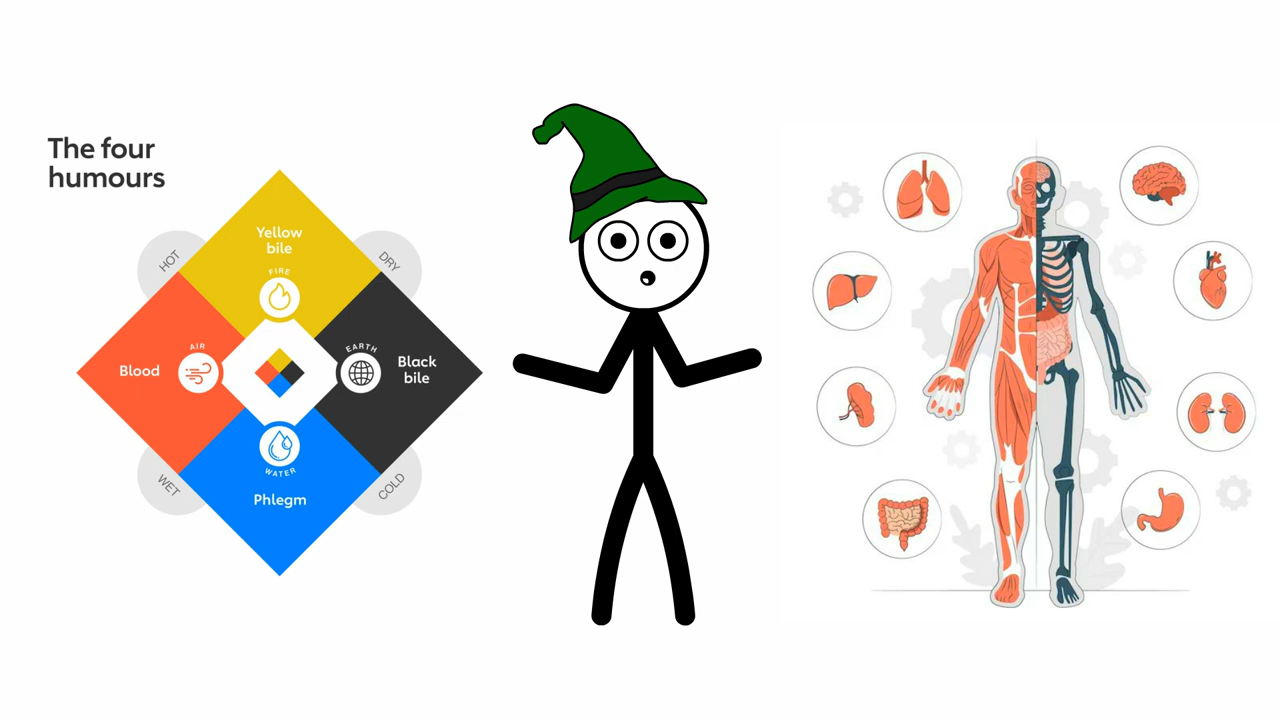 The four
humours
Yellow
bile
FIRE
HOT
DRY
AIR
Blood
EARTH
Black
bile
WATER
Phlegm
WET
COLD